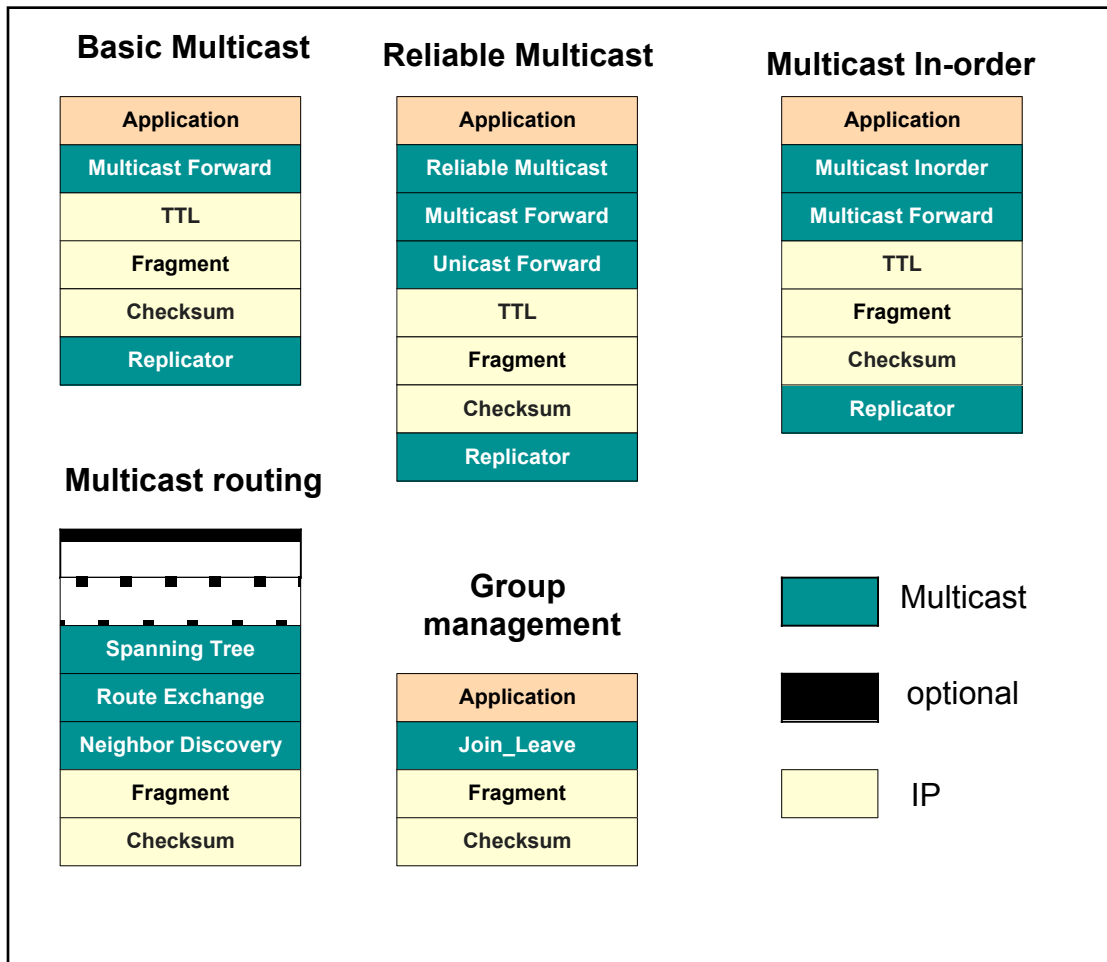 Basic Multicast
Application
Multicast Forward
TTL
Fragment
Checksum
Replicator
Reliable Multicast
Application
Reliable Multicast
Multicast Forward
Unicast Forward
TTL
Fragment
Checksum
Replicator
Multicast In-order
Application
Multicast Inorder
Multicast Forward
TTL
Fragment
Checksum
Replicator
Multicast routing
Spanning Tree
Route Exchange
Neighbor Discovery
Fragment
Checksum
Group
management
Application
Join_Leave
Fragment
Checksum
Multicast
optional
IP